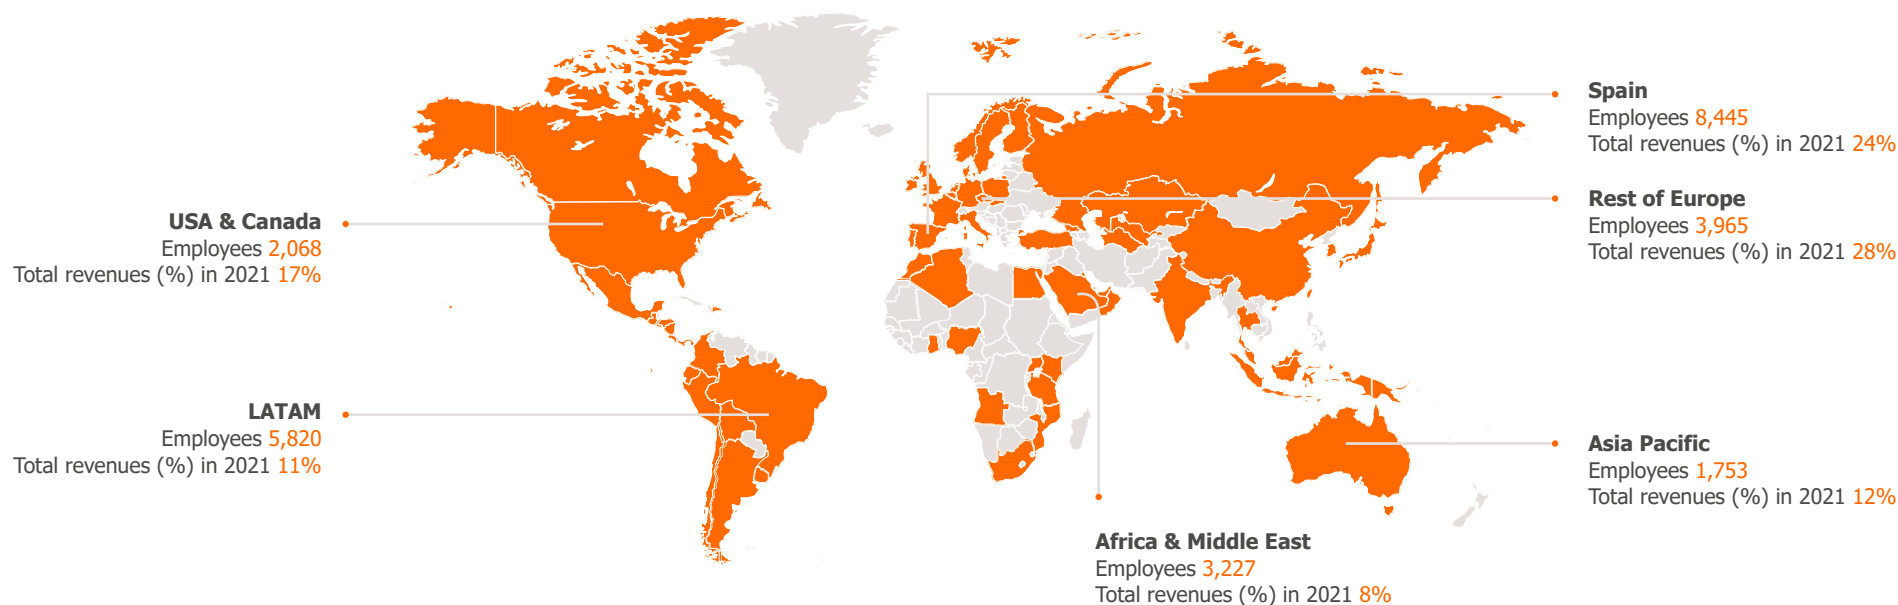 Spain
Employees 8,445
Total revenues (%) in 2021 24%
Rest of Europe
Employees 3,965
Total revenues (%) in 2021 28%
USA & Canada
Employees 2,068
Total revenues (%) in 2021 17%
LATAM
Employees 5,820
Total revenues (%) in 2021 11%
Asia Pacific
Employees 1,753
Total revenues (%) in 2021 12%
Africa & Middle East
Employees 3,227
Total revenues (%) in 2021 8%